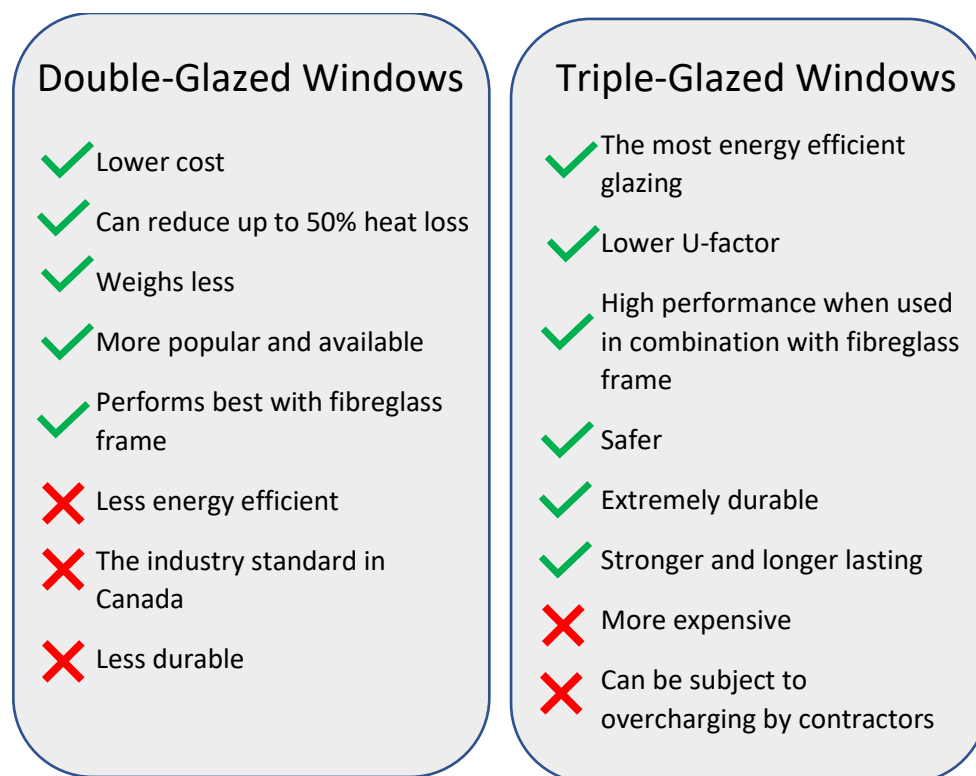 Double-Glazed Windows
Lower cost
Can reduce up to 50% heat loss
Weighs less
More popular and available
Performs best with fibreglass
frame
Less energy efficient
The industry standard in
Canada
Less durable
Triple-Glazed Windows
The most energy efficient
glazing
Lower U-factor
High performance when used
in combination with fibreglass
frame
Safer
Extremely durable
Stronger and longer lasting
More expensive
Can be subject to
overcharging by contractors